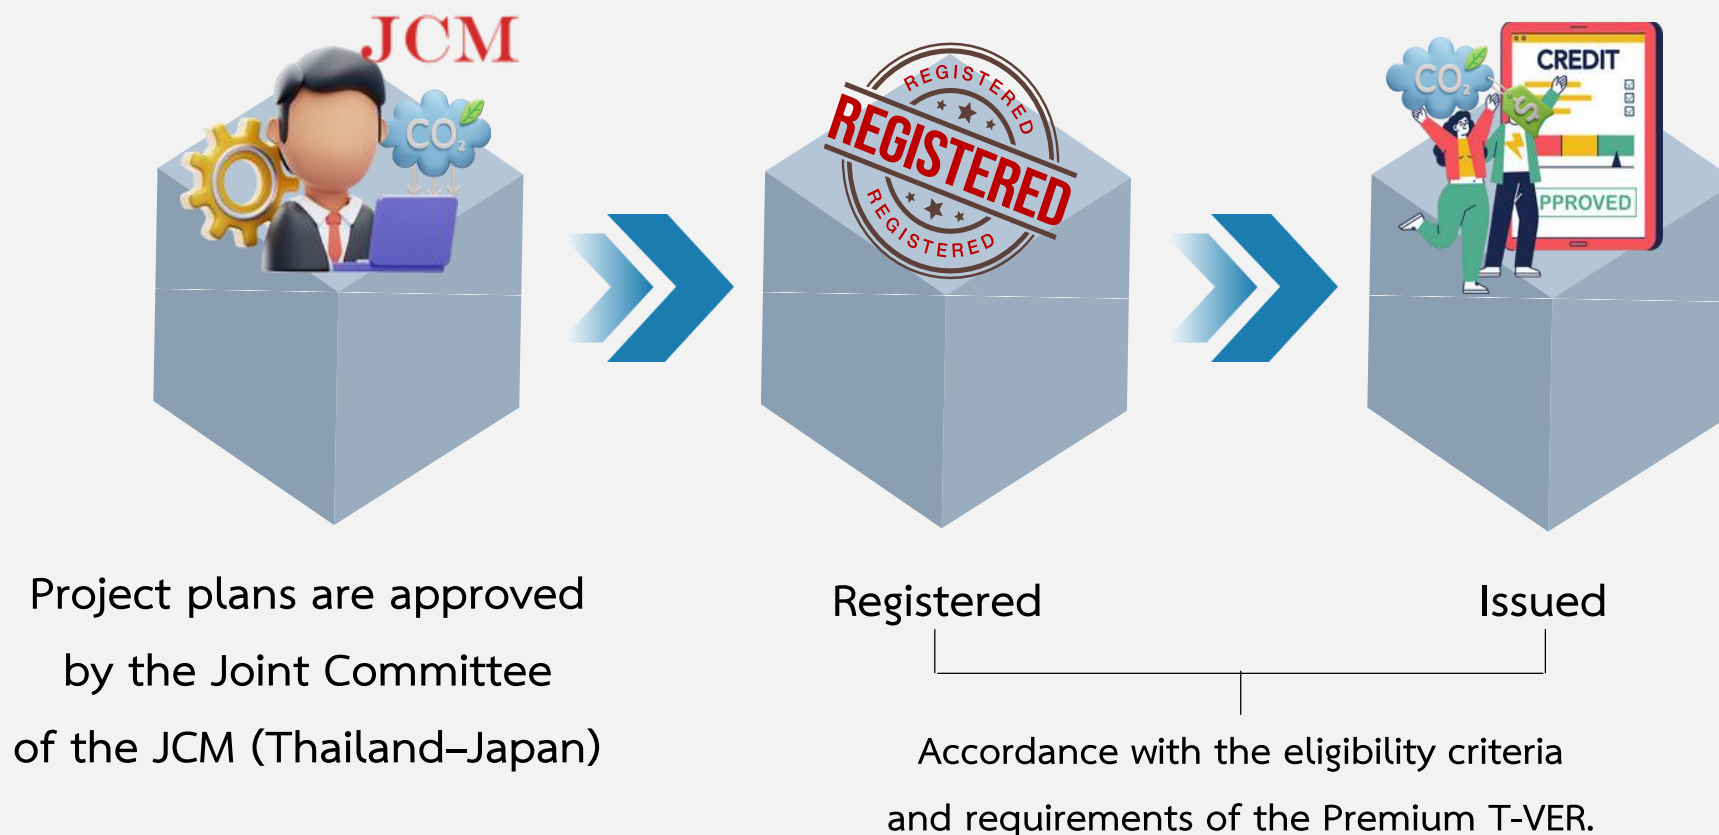 JCM
CO₂
REGISTERED
REGISTERED
REGISTERED
CO₂
$
CREDIT
PPROVED
Project plans are approved
by the Joint Committee
of the JCM (Thailand–Japan)
Registered
Issued
Accordance with the eligibility criteria
and requirements of the Premium T-VER.